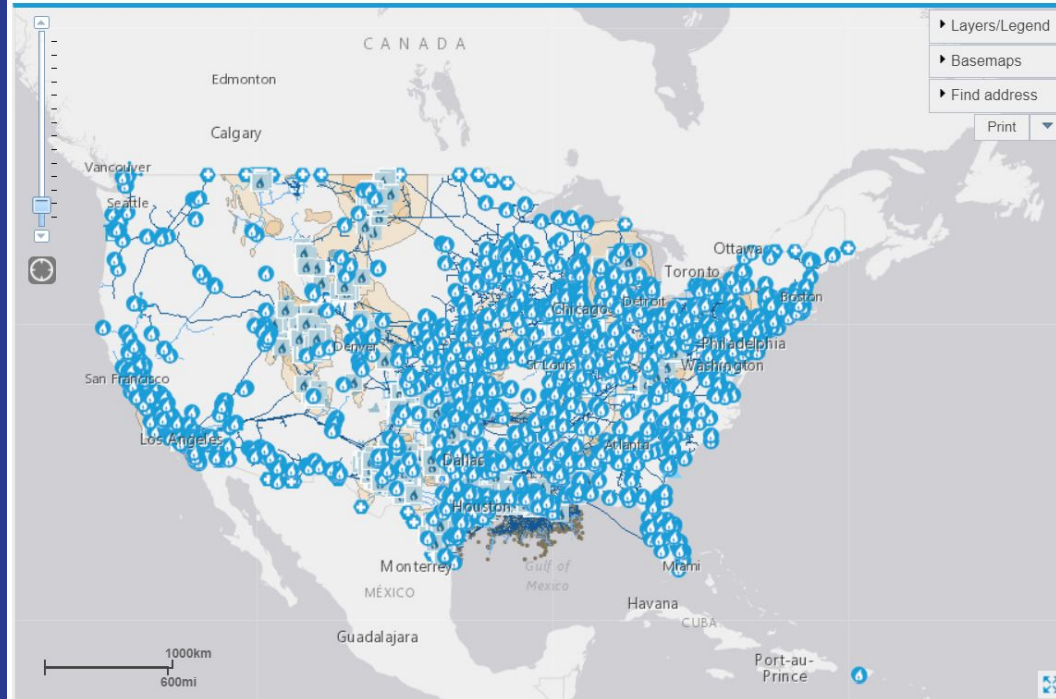 CANADA
Layers/Legend
Basemaps
Find address
Print
Edmonton
Calgary
Vancouver
Seattle
Ottawa
Toronto
Boston
Chicago
Detroit
Denver
Philadelphia
St Louis
Washington
San Francisco
Los Angeles
Atlanta
Dallas
Houston
Monterrey
Gulf of
Mexico
Miami
MÉXICO
Havana
CUBA
Guadalajara
Port-au-
Prince
1000km
600mi